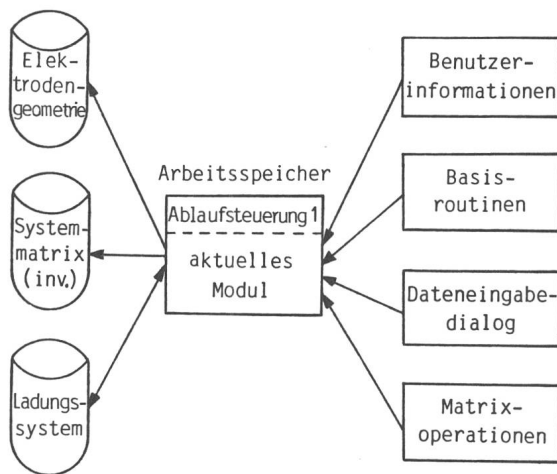 Elek-
troden-
geometrie
System-
matrix
(inv.)
Ladungs-
system
Arbeitsspeicher
Ablaufsteuerung 1
aktuelles
Modul
Benutzer-
informationen
Basis-
routinen
Dateneingabe-
dialog
Matrix-
operationen